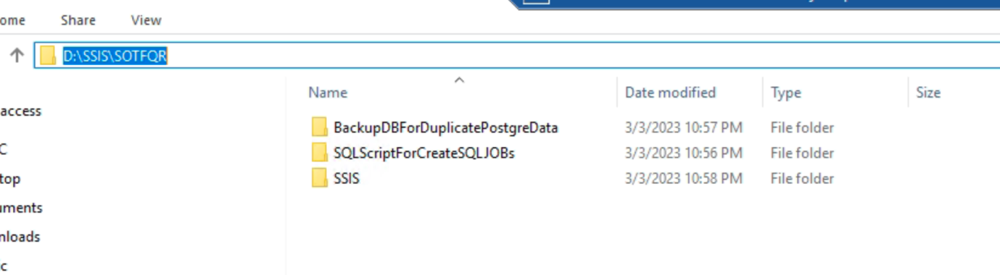 ome Share View
D:\SSIS\SOTFQR
Name Date modified Type Size
access
BackupDBForDuplicatePostgreData 3/3/2023 10:57 PM File folder
C
SQLScriptForCreateSQLJOBs 3/3/2023 10:56 PM File folder
top
SSIS 3/3/2023 10:58 PM File folder
uments
nloads
ic